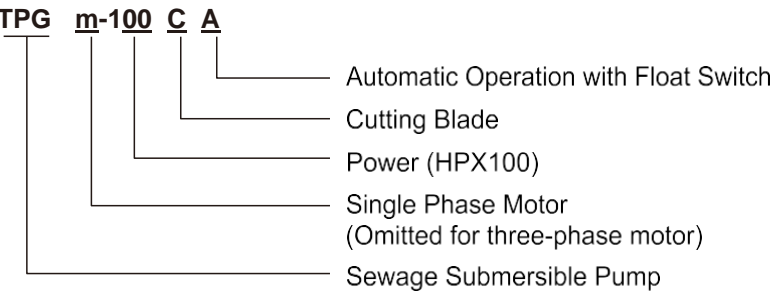 TPG m-100 C A
Automatic Operation with Float Switch
Cutting Blade
Power (HPX100)
Single Phase Motor
(Omitted for three-phase motor)
Sewage Submersible Pump